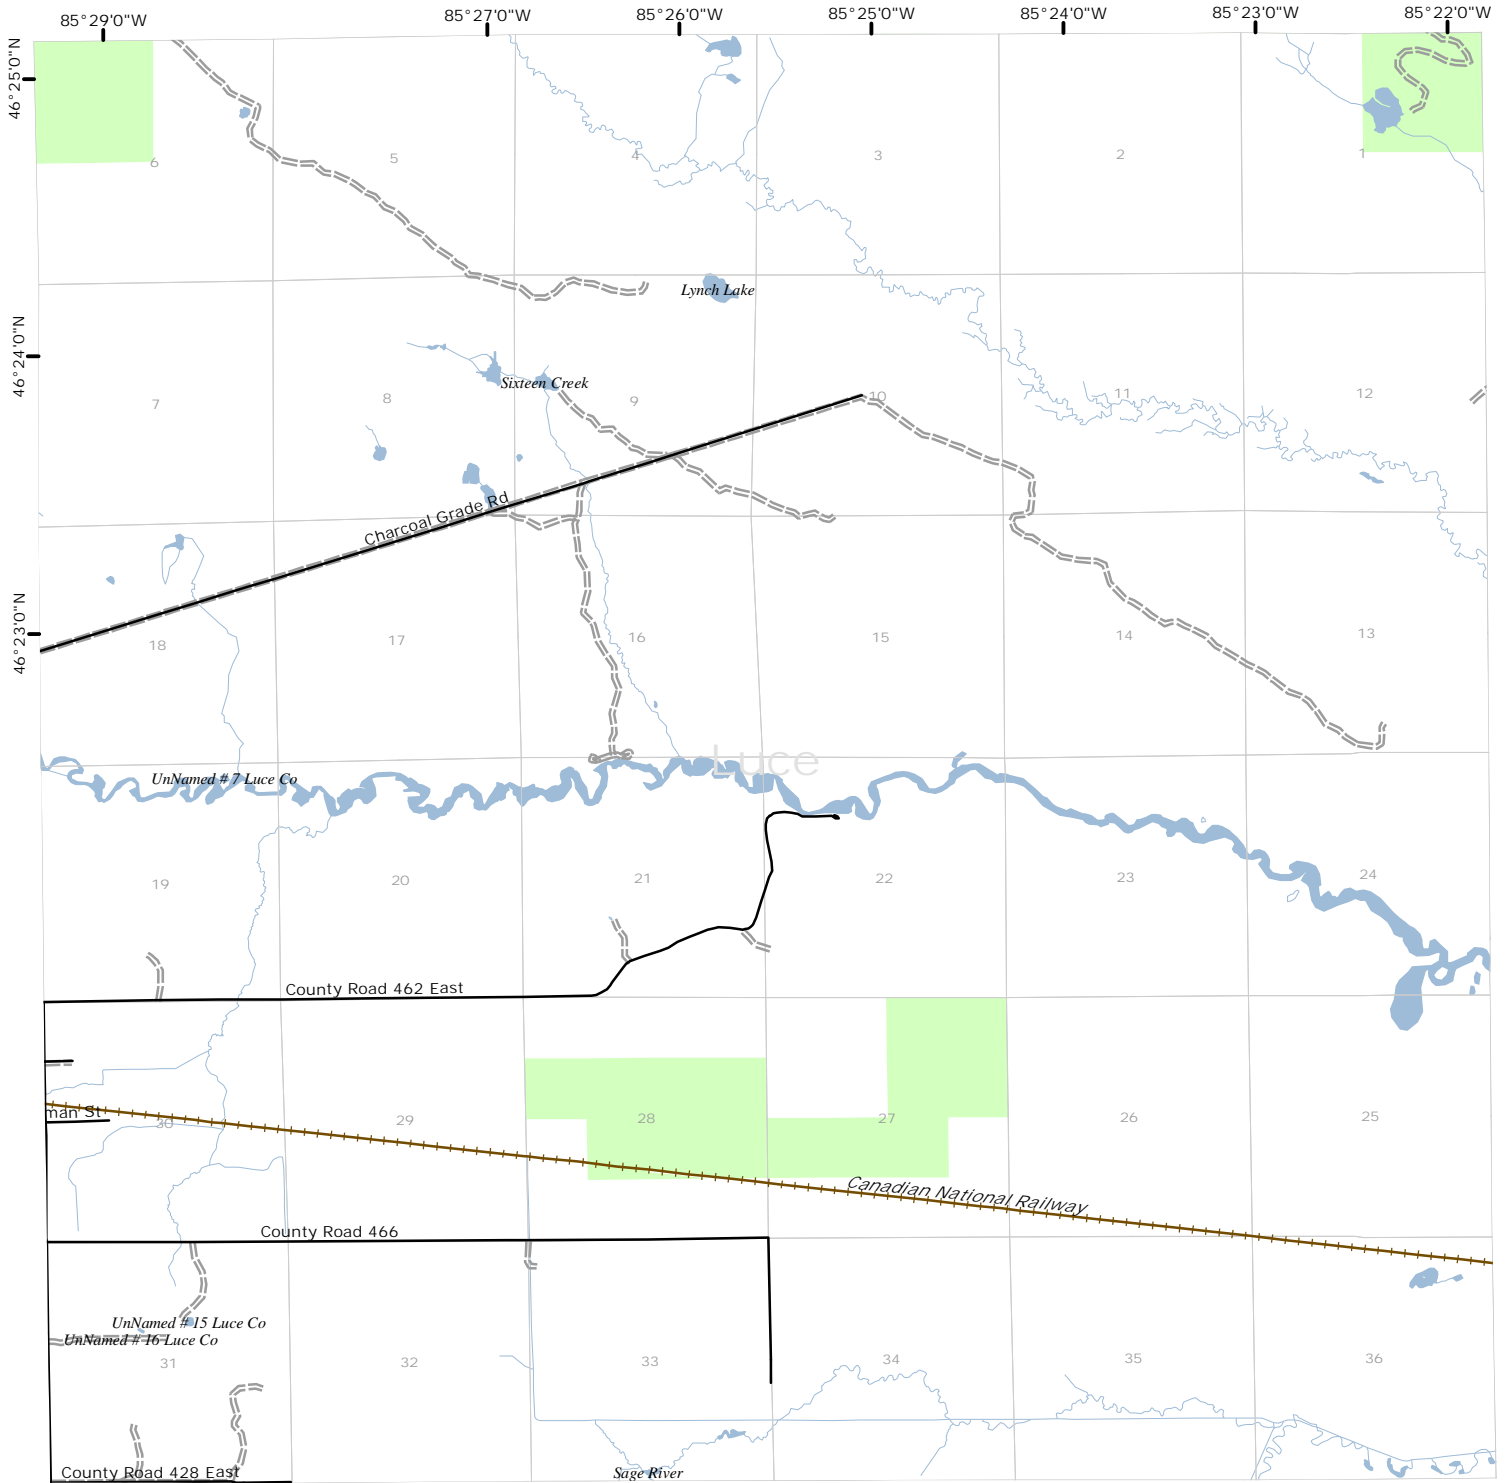 85°29'0"W
85°27'0"W
85°26'0"W
85°25'0"W
85°24'0"W
85°23'0"W
85°22'0"W
46°25'0"N
6
5
4
3
2
1
Lynch Lake
46°24'0"N
Sixteen Creek
7
8
9
10
11
12
Charcoal Grade Rd
46°23'0"N
18
17
16
15
14
13
Luce
UnNamed # 7 Luce Co
19
20
21
22
23
24
County Road 462 East
man St
30
29
28
27
26
25
Canadian National Railway
County Road 466
UnNamed # 15 Luce Co
UnNamed # 16 Luce Co
31
32
33
34
35
36
County Road 428 East
Sage River